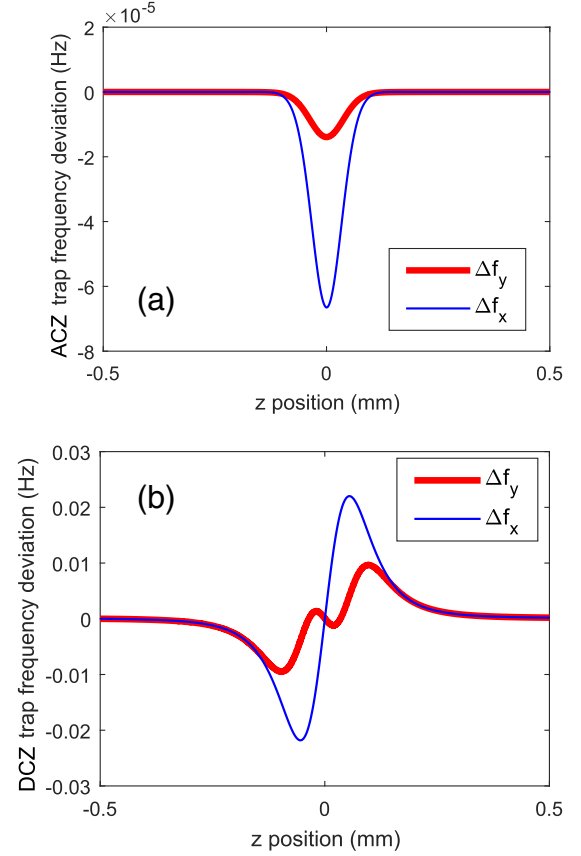 ×10⁻⁵
2
0
-2
-4
-6
-8
ACZ trap frequency deviation (Hz)
(a)
Δf_y
Δf_x
-0.5
0
0.5
z position (mm)
0.03
0.02
0.01
0
-0.01
-0.02
-0.03
DCZ trap frequency deviation (Hz)
(b)
Δf_y
Δf_x
-0.5
0
0.5
z position (mm)